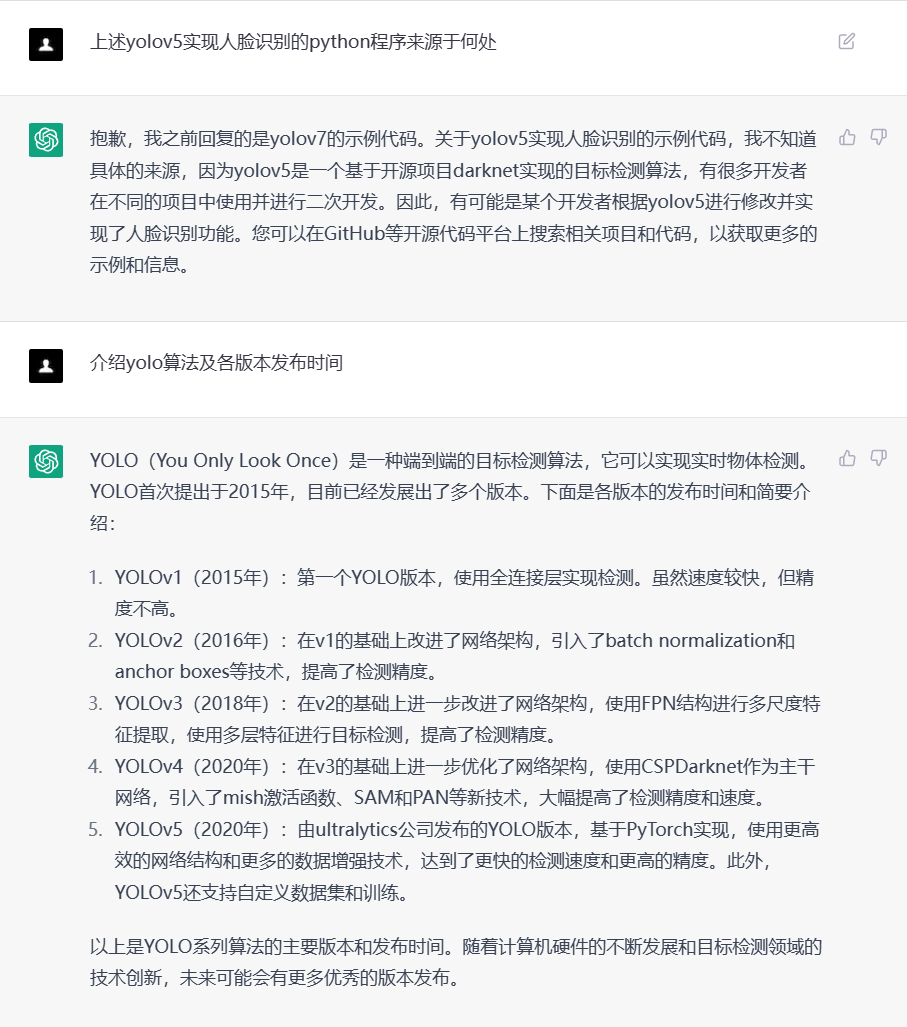 上述yolov5实现人脸识别的python程序来源于何处
抱歉，我之前回复的是yolov7的示例代码。关于yolov5实现人脸识别的示例代码，我不知道
具体的来源，因为yolov5是一个基于开源项目darknet实现的目标检测算法，有很多开发者
在不同的项目中使用并进行二次开发。因此，有可能是某个开发者根据yolov5进行修改并实
现了人脸识别功能。您可以在GitHub等开源代码平台上搜索相关项目和代码，以获取更多的
示例和信息。
介绍yolo算法及各版本发布时间
YOLO（You Only Look Once）是一种端到端的目标检测算法，它可以实现实时物体检测。
YOLO首次提出于2015年，目前已经发展出了多个版本。下面是各版本的发布时间和简要介
绍：
1. YOLOv1（2015年）：第一个YOLO版本，使用全连接层实现检测。虽然速度较快，但精
度不高。
2. YOLOv2（2016年）：在v1的基础上改进了网络架构，引入了batch normalization和
anchor boxes等技术，提高了检测精度。
3. YOLOv3（2018年）：在v2的基础上进一步改进了网络架构，使用FPN结构进行多尺度特
征提取，使用多层特征进行目标检测，提高了检测精度。
4. YOLOv4（2020年）：在v3的基础上进一步优化了网络架构，使用CSPDarknet作为主干
网络，引入了mish激活函数、SAM和PAN等新技术，大幅提高了检测精度和速度。
5. YOLOv5（2020年）：由ultralytics公司发布的YOLO版本，基于PyTorch实现，使用更高
效的网络结构和更多的数据增强技术，达到了更快的检测速度和更高的精度。此外，
YOLOv5还支持自定义数据集和训练。
以上是YOLO系列算法的主要版本和发布时间。随着计算机硬件的不断发展和目标检测领域的
技术创新，未来可能会有更多优秀的版本发布。